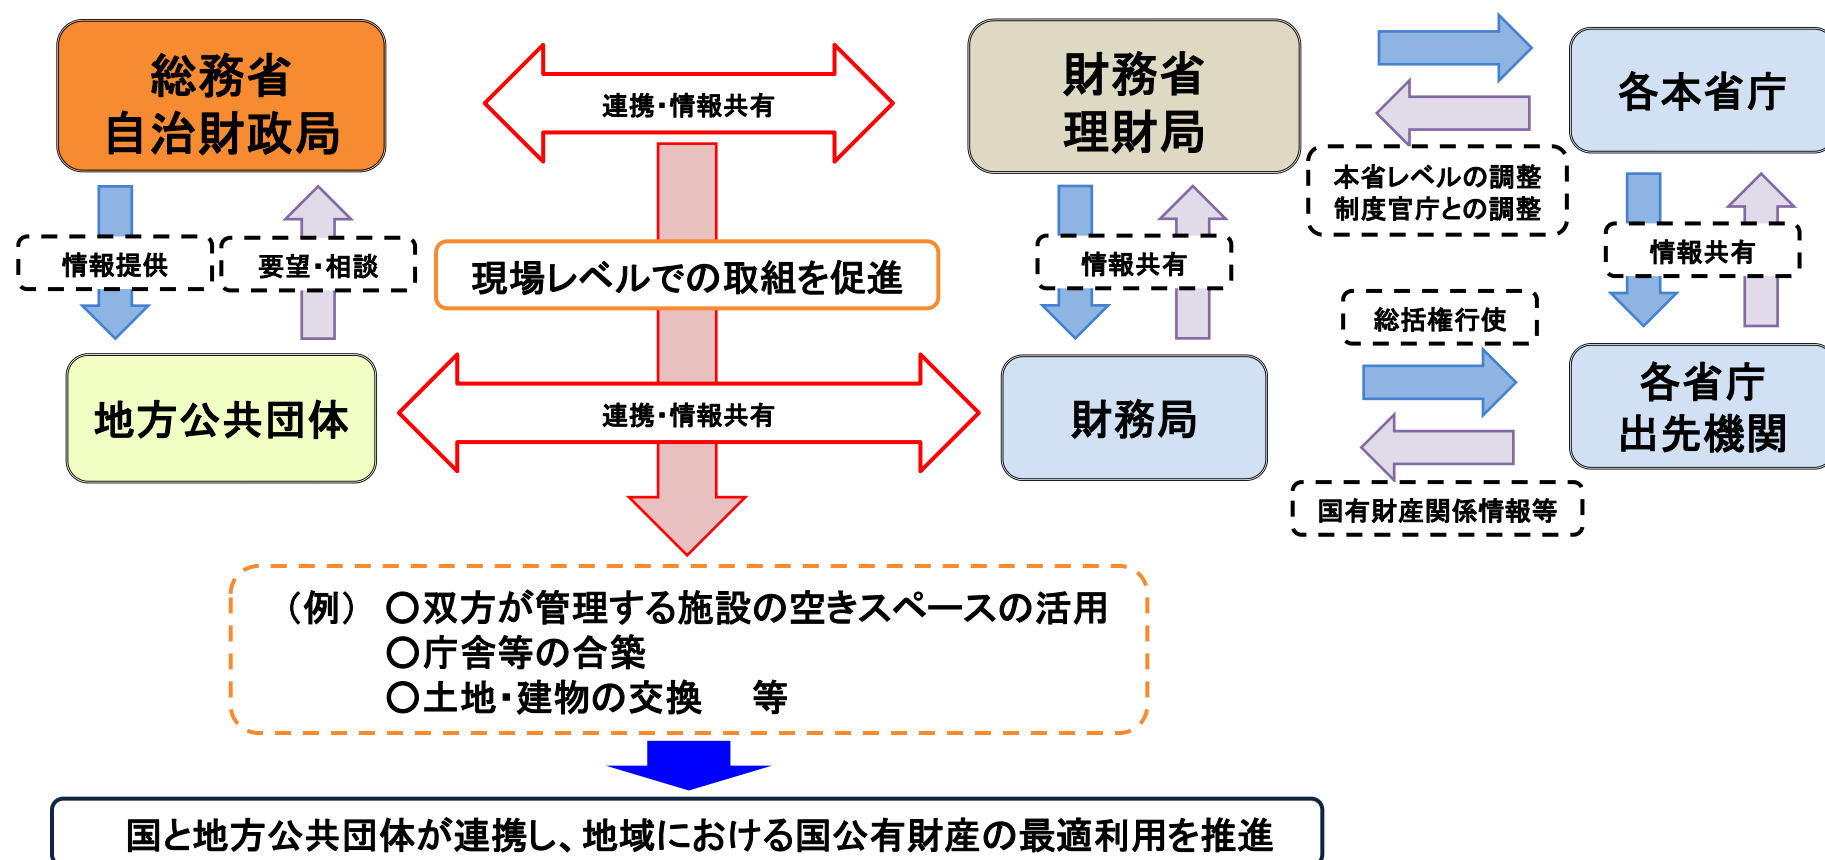 総務省
自治財政局
連携・情報共有
財務省
理財局
各本省庁
本省レベルの調整
制度官庁との調整
情報提供
要望・相談
現場レベルでの取組を促進
情報共有
情報共有
総括権行使
地方公共団体
連携・情報共有
財務局
各省庁
出先機関
国有財産関係情報等
（例） 〇双方が管理する施設の空きスペースの活用
〇庁舎等の合築
〇土地・建物の交換 等
国と地方公共団体が連携し、地域における国公有財産の最適利用を推進